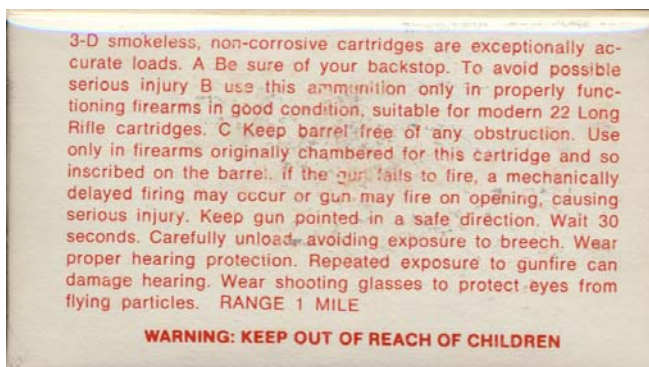 3-D smokeless, non-corrosive cartridges are exceptionally ac-
curate loads. A Be sure of your backstop. To avoid possible
serious injury B use this ammunition only in properly func-
tioning firearms in good condition, suitable for modern 22 Long
Rifle cartridges. C Keep barrel free of any obstruction. Use
only in firearms originally chambered for this cartridge and so
inscribed on the barrel. if the gun fails to fire, a mechanically
delayed firing may occur or gun may fire on opening, causing
serious injury. Keep gun pointed in a safe direction. Wait 30
seconds. Carefully unload, avoiding exposure to breech. Wear
proper hearing protection. Repeated exposure to gunfire can
damage hearing. Wear shooting glasses to protect eyes from
flying particles. RANGE 1 MILE
WARNING: KEEP OUT OF REACH OF CHILDREN